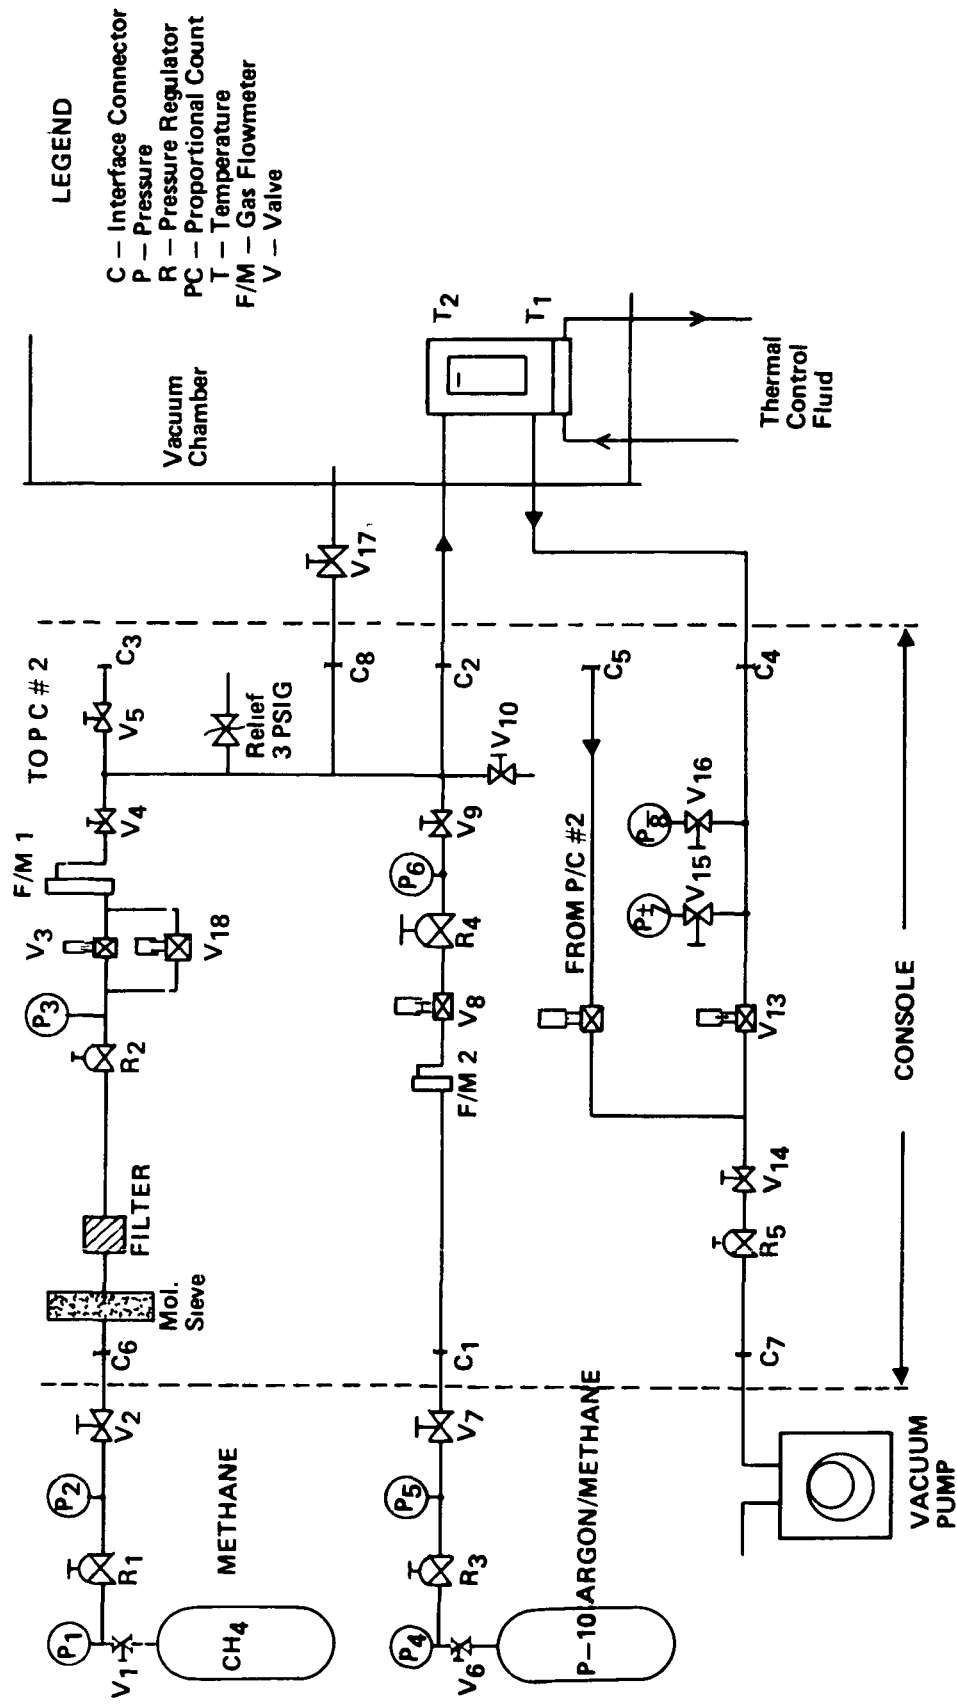 LEGEND
C – Interface Connector
P – Pressure
R – Pressure Regulator
PC – Proportional Count
T – Temperature
F/M – Gas Flowmeter
V – Valve
Vacuum
Chamber
T2
T1
Thermal
Control
Fluid
V17
TO P C # 2
C3
V5
Relief
3 PSIG
C8
C2
V10
C5
C4
F/M 1
V4
V3
V18
P3
R2
FILTER
Mol.
Sieve
C6
V9
P6
R4
V8
F/M 2
C1
FROM P/C #2
P8
V16
P7
V15
V13
V14
R5
C7
CONSOLE
V2
P2
R1
P1
V1
METHANE
CH4
V7
P5
R3
P4
V6
P–10 ARGON/METHANE
VACUUM
PUMP